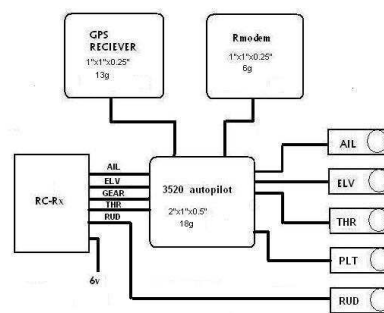 GPS
RECIEVER
1"x1"x0.25"
13g
Rmodem
1"x1"x0.25"
6g
RC-Rx
AIL
ELV
GEAR
THR
RUD
6v
3520 autopilot
2"x1"x0.5"
18g
AIL
ELV
THR
PLT
RUD